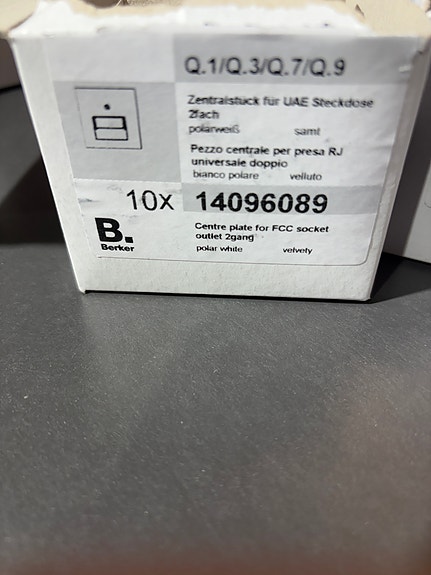 Q.1/Q.3/Q.7/Q.9
Zentralstück für UAE Steckdose
2fach
polarweiß samt
Pezzo centrale per presa RJ
universale doppio
bianco polare velluto
10x 14096089
B.
Berker
Centre plate for FCC socket
outlet 2gang
polar white velvety